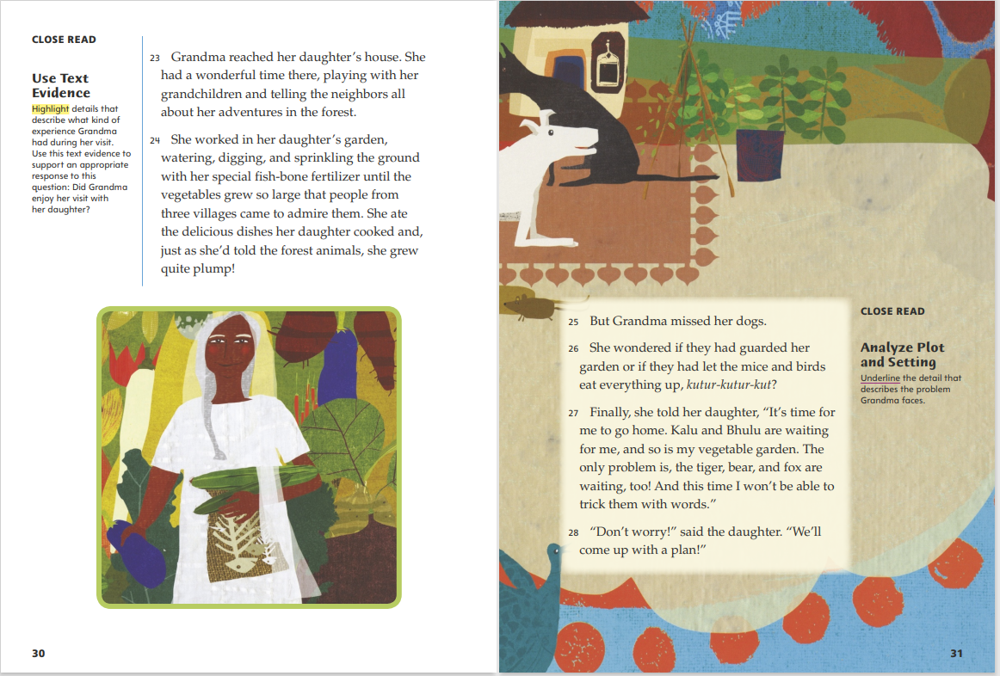 CLOSE READ
Use Text
Evidence
Highlight details that
describe what kind of
experience Grandma
had during her visit.
Use this text evidence to
support an appropriate
response to this
question: Did Grandma
enjoy her visit with
her daughter?
23 Grandma reached her daughter’s house. She
had a wonderful time there, playing with her
grandchildren and telling the neighbors all
about her adventures in the forest.
24 She worked in her daughter’s garden,
watering, digging, and sprinkling the ground
with her special fish-bone fertilizer until the
vegetables grew so large that people from
three villages came to admire them. She ate
the delicious dishes her daughter cooked and,
just as she’d told the forest animals, she grew
quite plump!
30
25 But Grandma missed her dogs.
26 She wondered if they had guarded her
garden or if they had let the mice and birds
eat everything up, kutur-kutur-kut?
27 Finally, she told her daughter, “It’s time for
me to go home. Kalu and Bhulu are waiting
for me, and so is my vegetable garden. The
only problem is, the tiger, bear, and fox are
waiting, too! And this time I won’t be able to
trick them with words.”
28 “Don’t worry!” said the daughter. “We’ll
come up with a plan!”
CLOSE READ
Analyze Plot
and Setting
Underline the detail that
describes the problem
Grandma faces.
31